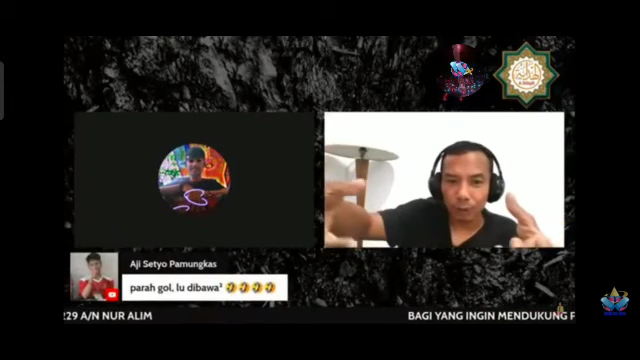 Aji Setyo Pamungkas
parah gol, lu dibawa² 🤣🤣🤣🤣
229 A/N NUR ALIM
BAGI YANG INGIN MENDUKUNG